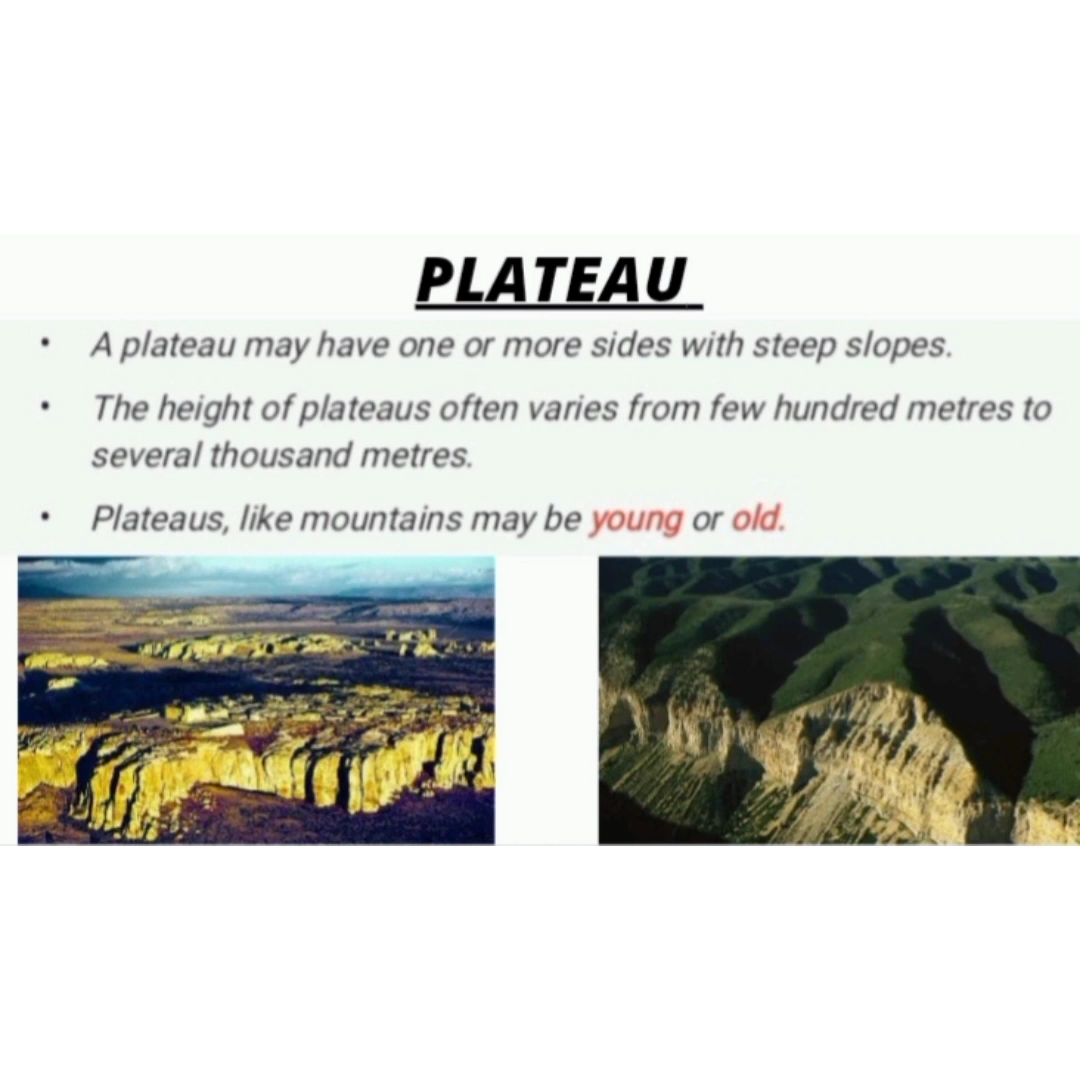 PLATEAU
• A plateau may have one or more sides with steep slopes.
• The height of plateaus often varies from few hundred metres to
several thousand metres.
• Plateaus, like mountains may be young or old.